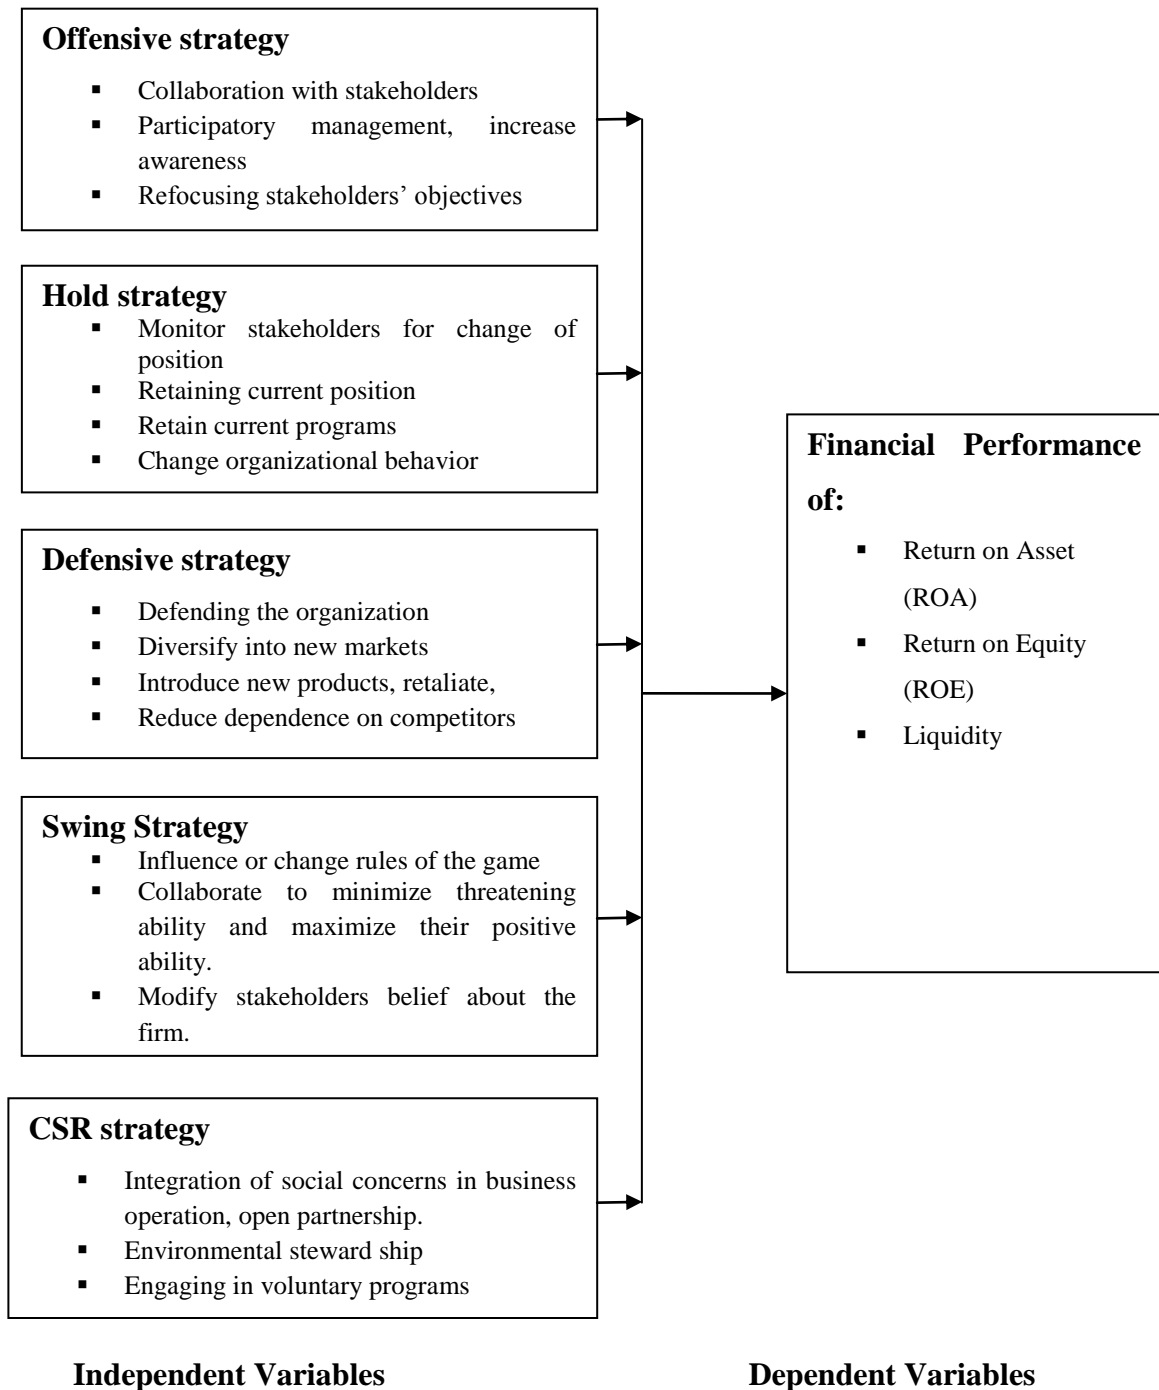 Offensive strategy
▪ Collaboration with stakeholders
▪ Participatory management, increase
awareness
▪ Refocusing stakeholders’ objectives
Hold strategy
▪ Monitor stakeholders for change of
position
▪ Retaining current position
▪ Retain current programs
▪ Change organizational behavior
Defensive strategy
▪ Defending the organization
▪ Diversify into new markets
▪ Introduce new products, retaliate,
▪ Reduce dependence on competitors
Swing Strategy
▪ Influence or change rules of the game
▪ Collaborate to minimize threatening
ability and maximize their positive
ability.
▪ Modify stakeholders belief about the
firm.
CSR strategy
▪ Integration of social concerns in business
operation, open partnership.
▪ Environmental steward ship
▪ Engaging in voluntary programs
Independent Variables
Financial Performance
of:
▪ Return on Asset
(ROA)
▪ Return on Equity
(ROE)
▪ Liquidity
Dependent Variables